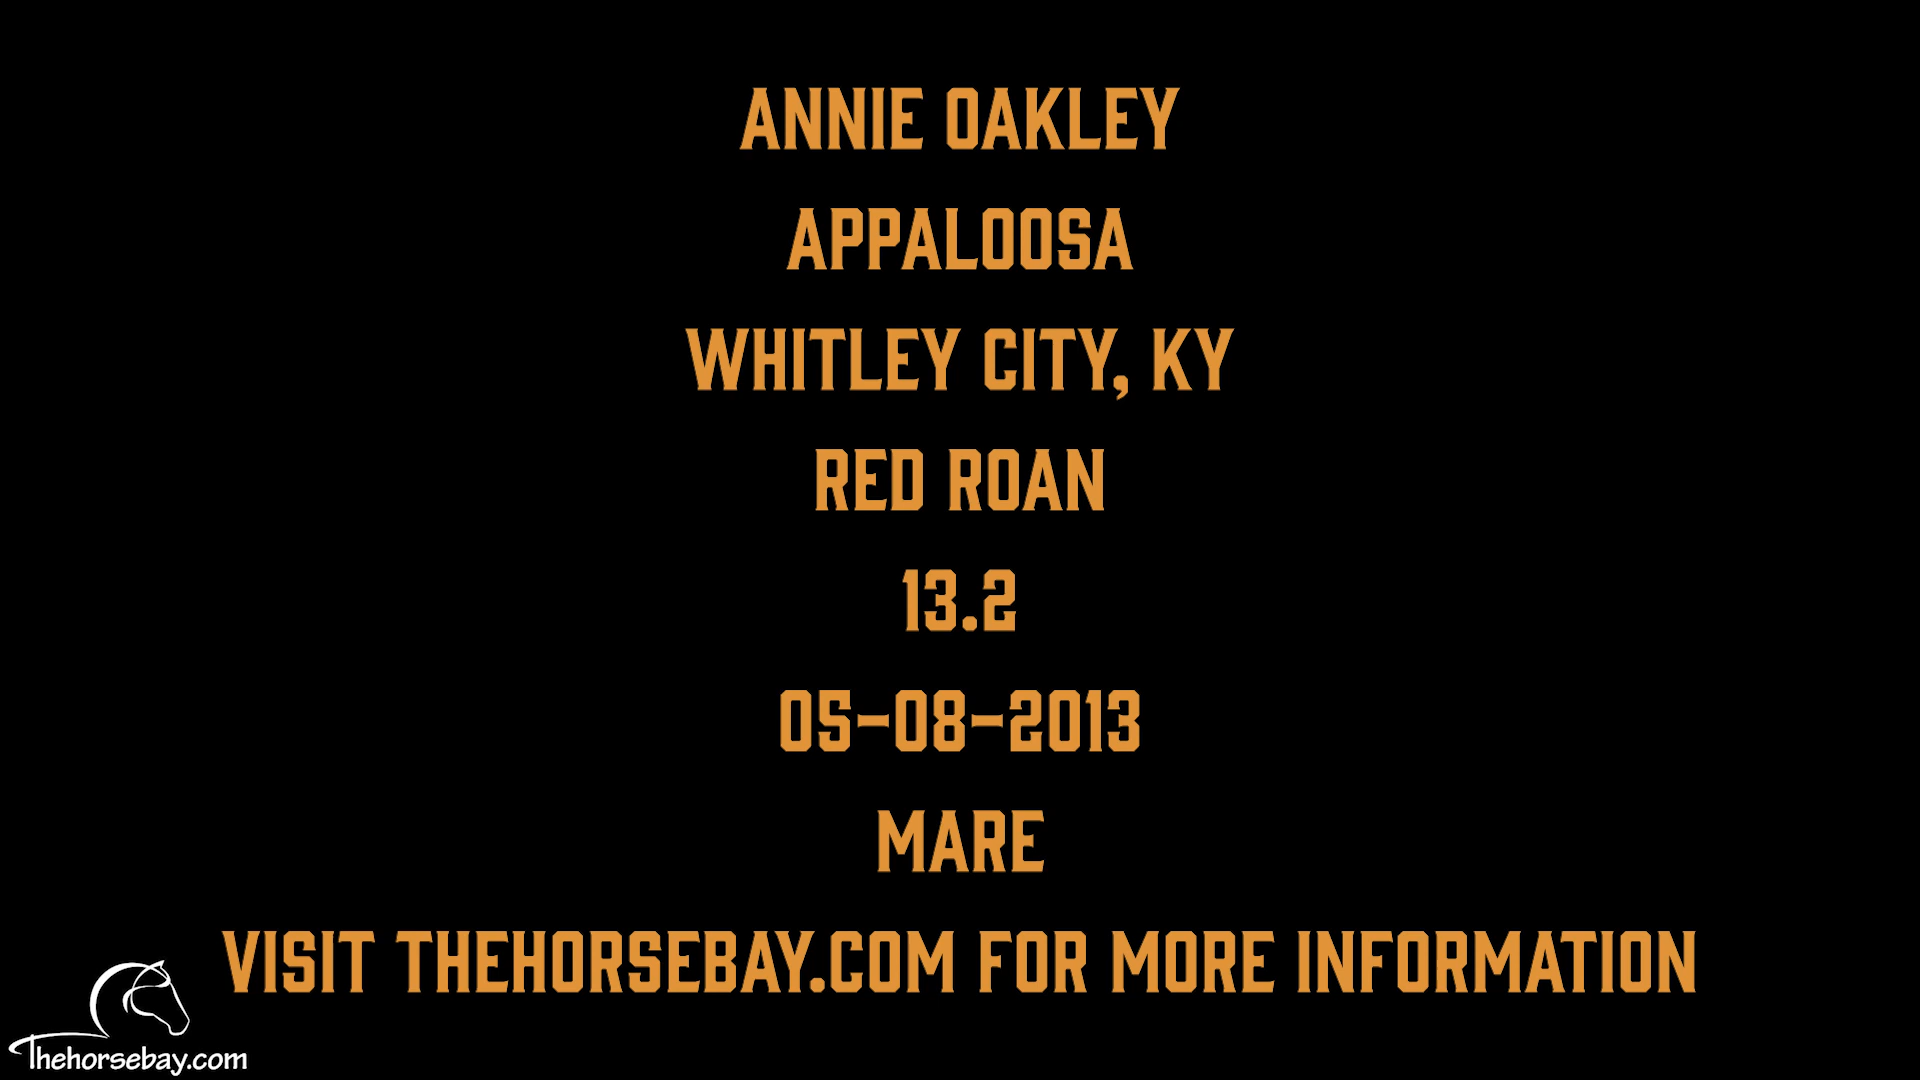 ANNIE OAKLEY
APPALOOSA
WHITLEY CITY, KY
RED ROAN
13.2
05-08-2013
MARE
VISIT THEHORSEBAY.COM FOR MORE INFORMATION
Thehorsebay.com